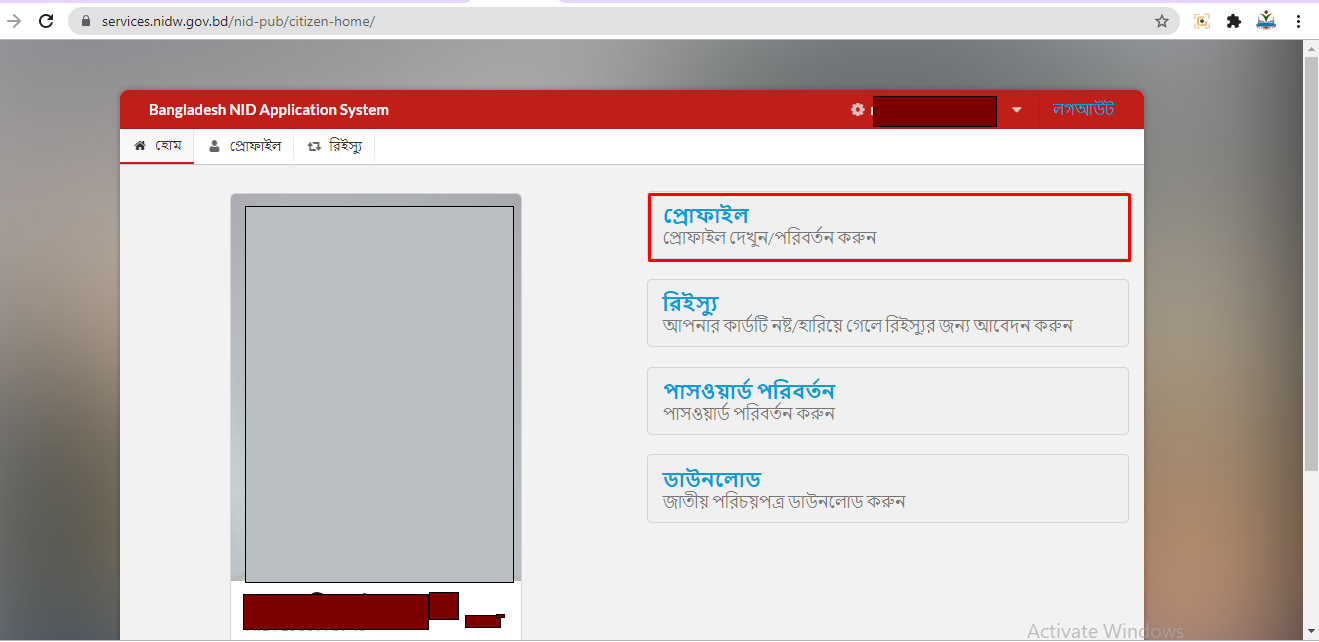 services.nidw.gov.bd/nid-pub/citizen-home/
Bangladesh NID Application System
লগআউট
হোম
প্রোফাইল
রিইস্যু
প্রোফাইল
প্রোফাইল দেখুন/পরিবর্তন করুন
রিইস্যু
আপনার কার্ডটি নষ্ট/হারিয়ে গেলে রিইস্যুর জন্য আবেদন করুন
পাসওয়ার্ড পরিবর্তন
পাসওয়ার্ড পরিবর্তন করুন
ডাউনলোড
জাতীয় পরিচয়পত্র ডাউনলোড করুন
Activate Windows